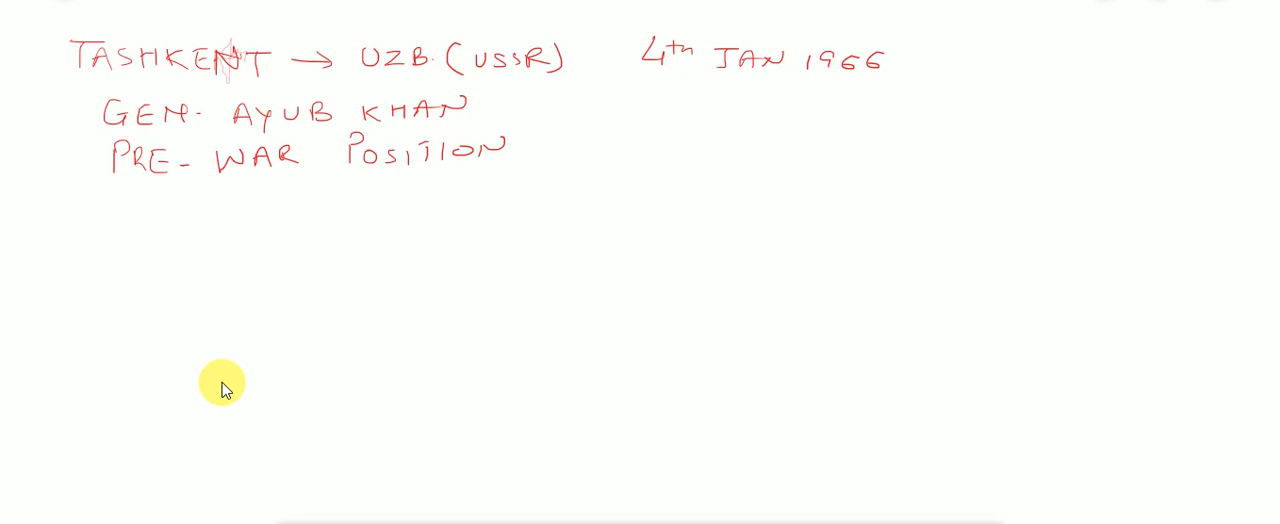 TASHKENT → UZB. (USSR) 4th JAN 1966
GEN. AYUB KHAN
PRE-WAR POSITION